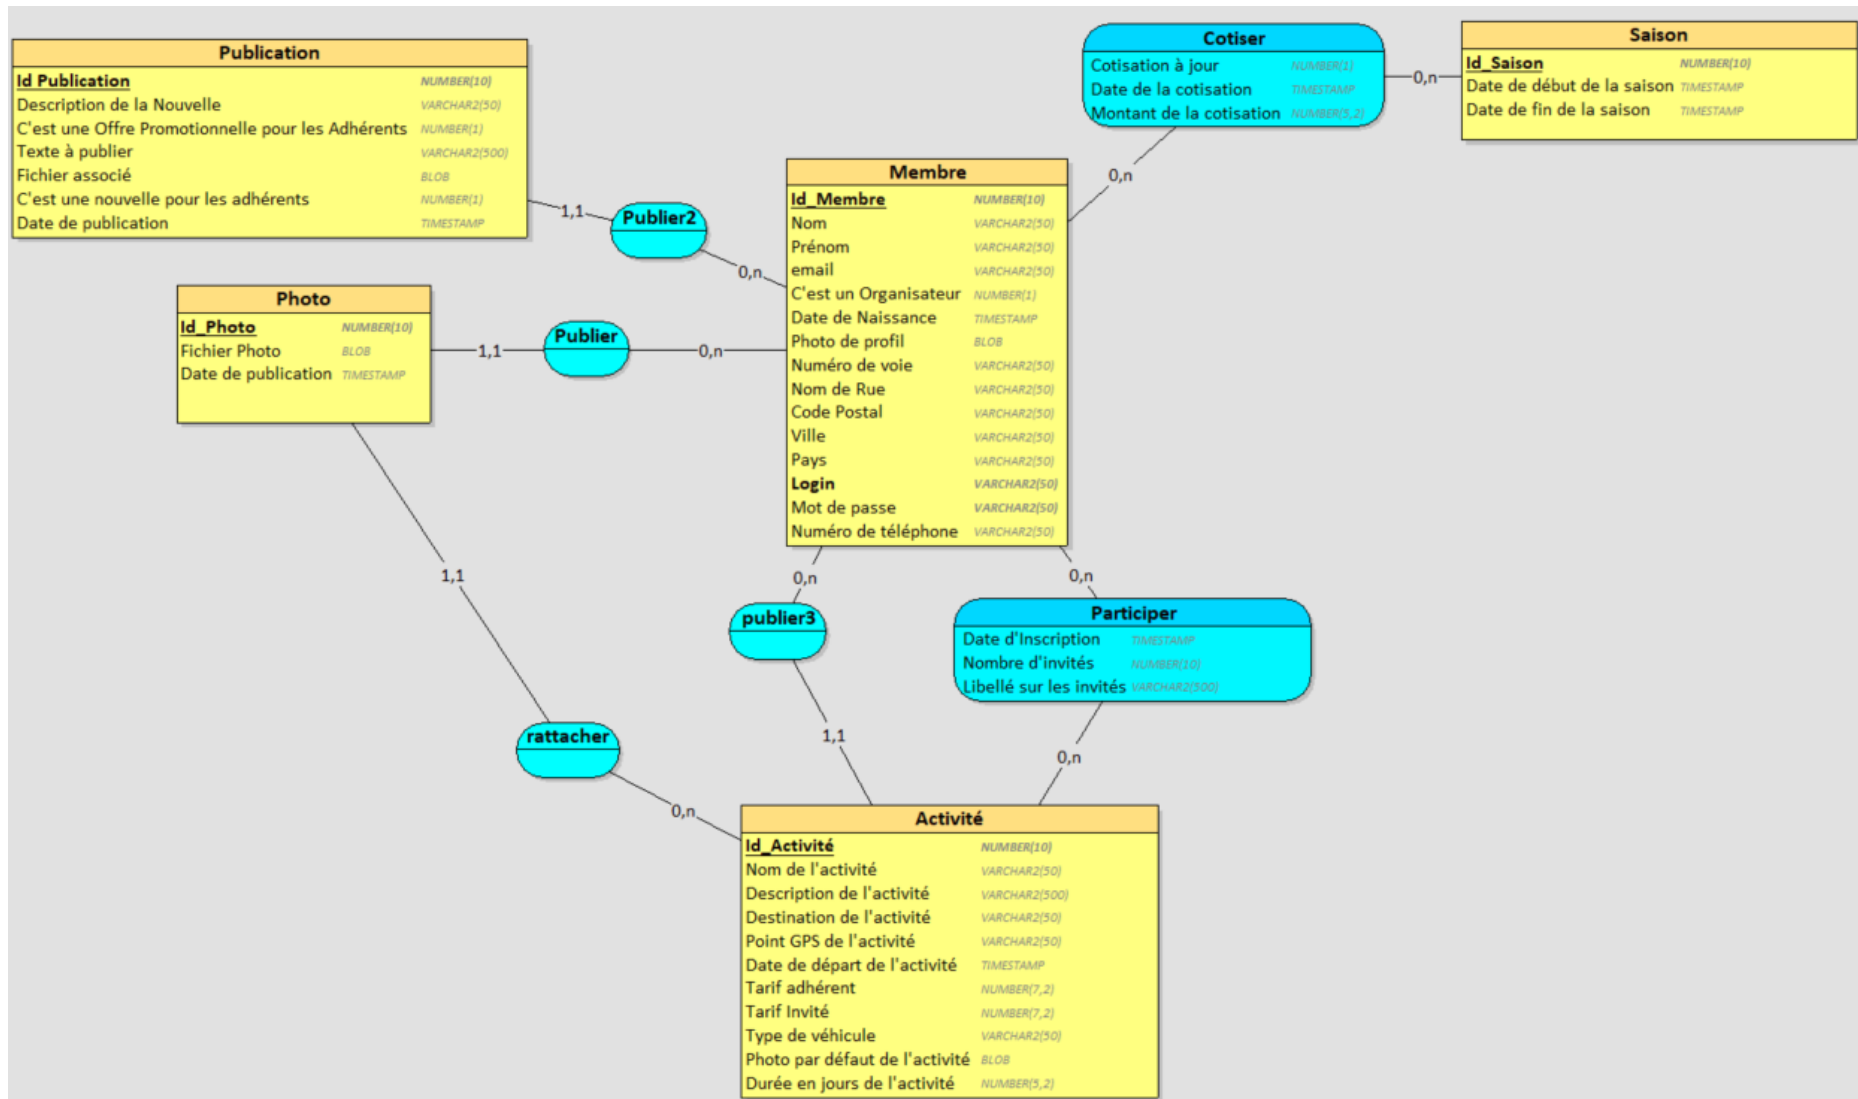 Publication
Id Publication NUMBER(10)
Description de la Nouvelle VARCHAR2(50)
C'est une Offre Promotionnelle pour les Adhérents NUMBER(1)
Texte à publier VARCHAR2(500)
Fichier associé BLOB
C'est une nouvelle pour les adhérents NUMBER(1)
Date de publication TIMESTAMP
Cotiser
Cotisation à jour NUMBER(1)
Date de la cotisation TIMESTAMP
Montant de la cotisation NUMBER(5,2)
0,n
Saison
Id_Saison NUMBER(10)
Date de début de la saison TIMESTAMP
Date de fin de la saison TIMESTAMP
0,n
1,1
Publier2
0,n
Membre
Id_Membre NUMBER(10)
Nom VARCHAR2(50)
Prénom VARCHAR2(50)
email VARCHAR2(50)
C'est un Organisateur NUMBER(1)
Date de Naissance TIMESTAMP
Photo de profil BLOB
Numéro de voie VARCHAR2(50)
Nom de Rue VARCHAR2(50)
Code Postal VARCHAR2(50)
Ville VARCHAR2(50)
Pays VARCHAR2(50)
Login VARCHAR2(50)
Mot de passe VARCHAR2(50)
Numéro de téléphone VARCHAR2(50)
Photo
Id_Photo NUMBER(10)
Fichier Photo BLOB
Date de publication TIMESTAMP
1,1
Publier
0,n
1,1
0,n
0,n
publier3
Participer
Date d'Inscription TIMESTAMP
Nombre d'invités NUMBER(10)
Libellé sur les invités VARCHAR2(500)
rattacher
1,1
0,n
0,n
Activité
Id_Activité NUMBER(10)
Nom de l'activité VARCHAR2(50)
Description de l'activité VARCHAR2(500)
Destination de l'activité VARCHAR2(50)
Point GPS de l'activité VARCHAR2(50)
Date de départ de l'activité TIMESTAMP
Tarif adhérent NUMBER(7,2)
Tarif Invité NUMBER(7,2)
Type de véhicule VARCHAR2(50)
Photo par défaut de l'activité BLOB
Durée en jours de l'activité NUMBER(5,2)